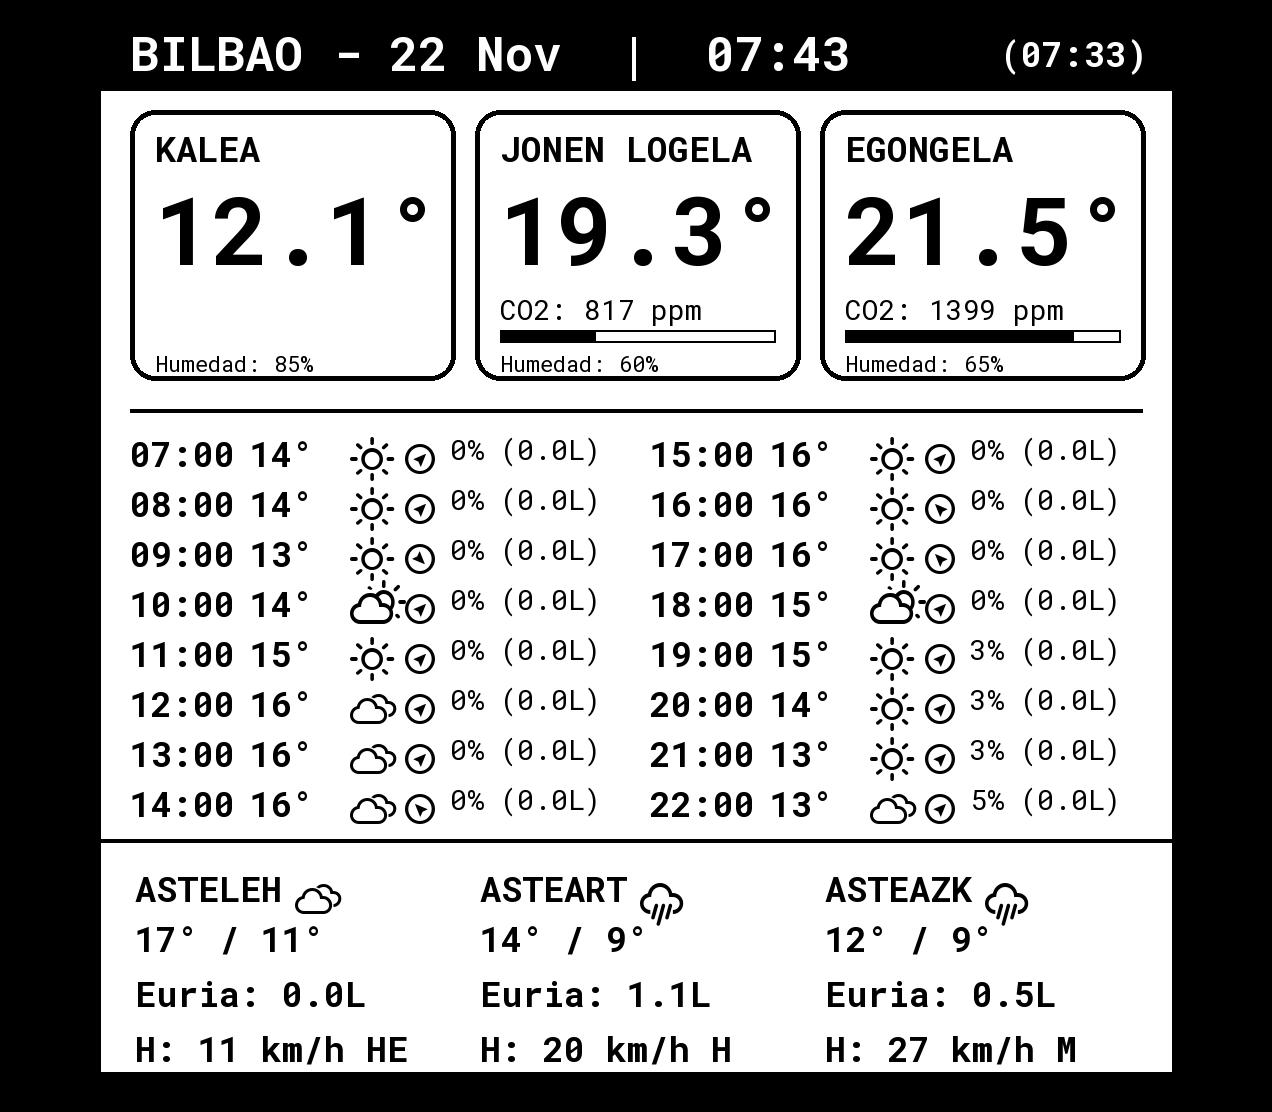 BILBAO - 22 Nov | 07:43 (07:33)
KALEA
12.1°
Humedad: 85%
JONEN LOGELA
19.3°
CO2: 817 ppm
Humedad: 60%
EGONGELA
21.5°
CO2: 1399 ppm
Humedad: 65%
07:00 14° 0% (0.0L)
08:00 14° 0% (0.0L)
09:00 13° 0% (0.0L)
10:00 14° 0% (0.0L)
11:00 15° 0% (0.0L)
12:00 16° 0% (0.0L)
13:00 16° 0% (0.0L)
14:00 16° 0% (0.0L)
15:00 16° 0% (0.0L)
16:00 16° 0% (0.0L)
17:00 16° 0% (0.0L)
18:00 15° 0% (0.0L)
19:00 15° 3% (0.0L)
20:00 14° 3% (0.0L)
21:00 13° 3% (0.0L)
22:00 13° 5% (0.0L)
ASTELEH
17° / 11°
Euria: 0.0L
H: 11 km/h HE
ASTEART
14° / 9°
Euria: 1.1L
H: 20 km/h H
ASTEAZK
12° / 9°
Euria: 0.5L
H: 27 km/h M